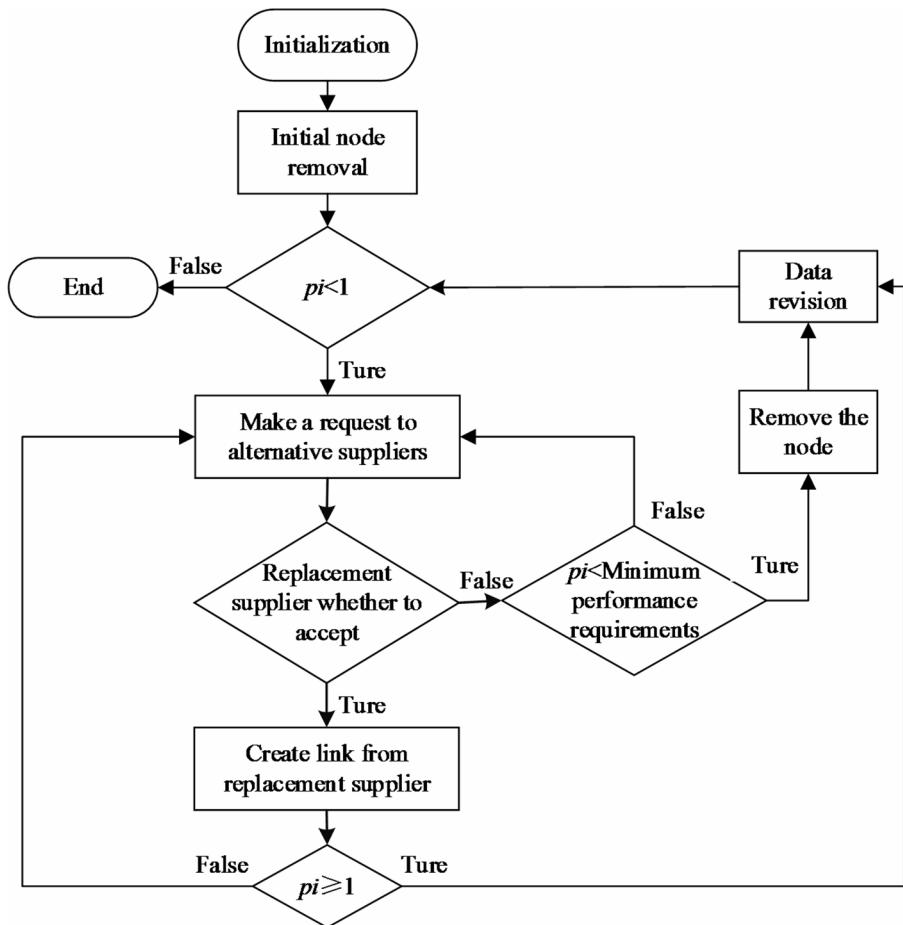 Initialization
Initial node
removal
False
End
pi<1
Data
revision
Ture
Make a request to
alternative suppliers
Remove the
node
False
Replacement
supplier whether to
accept
False
pi<Minimum
performance
requirements
Ture
Ture
Create link from
replacement supplier
False
pi≥1
Ture